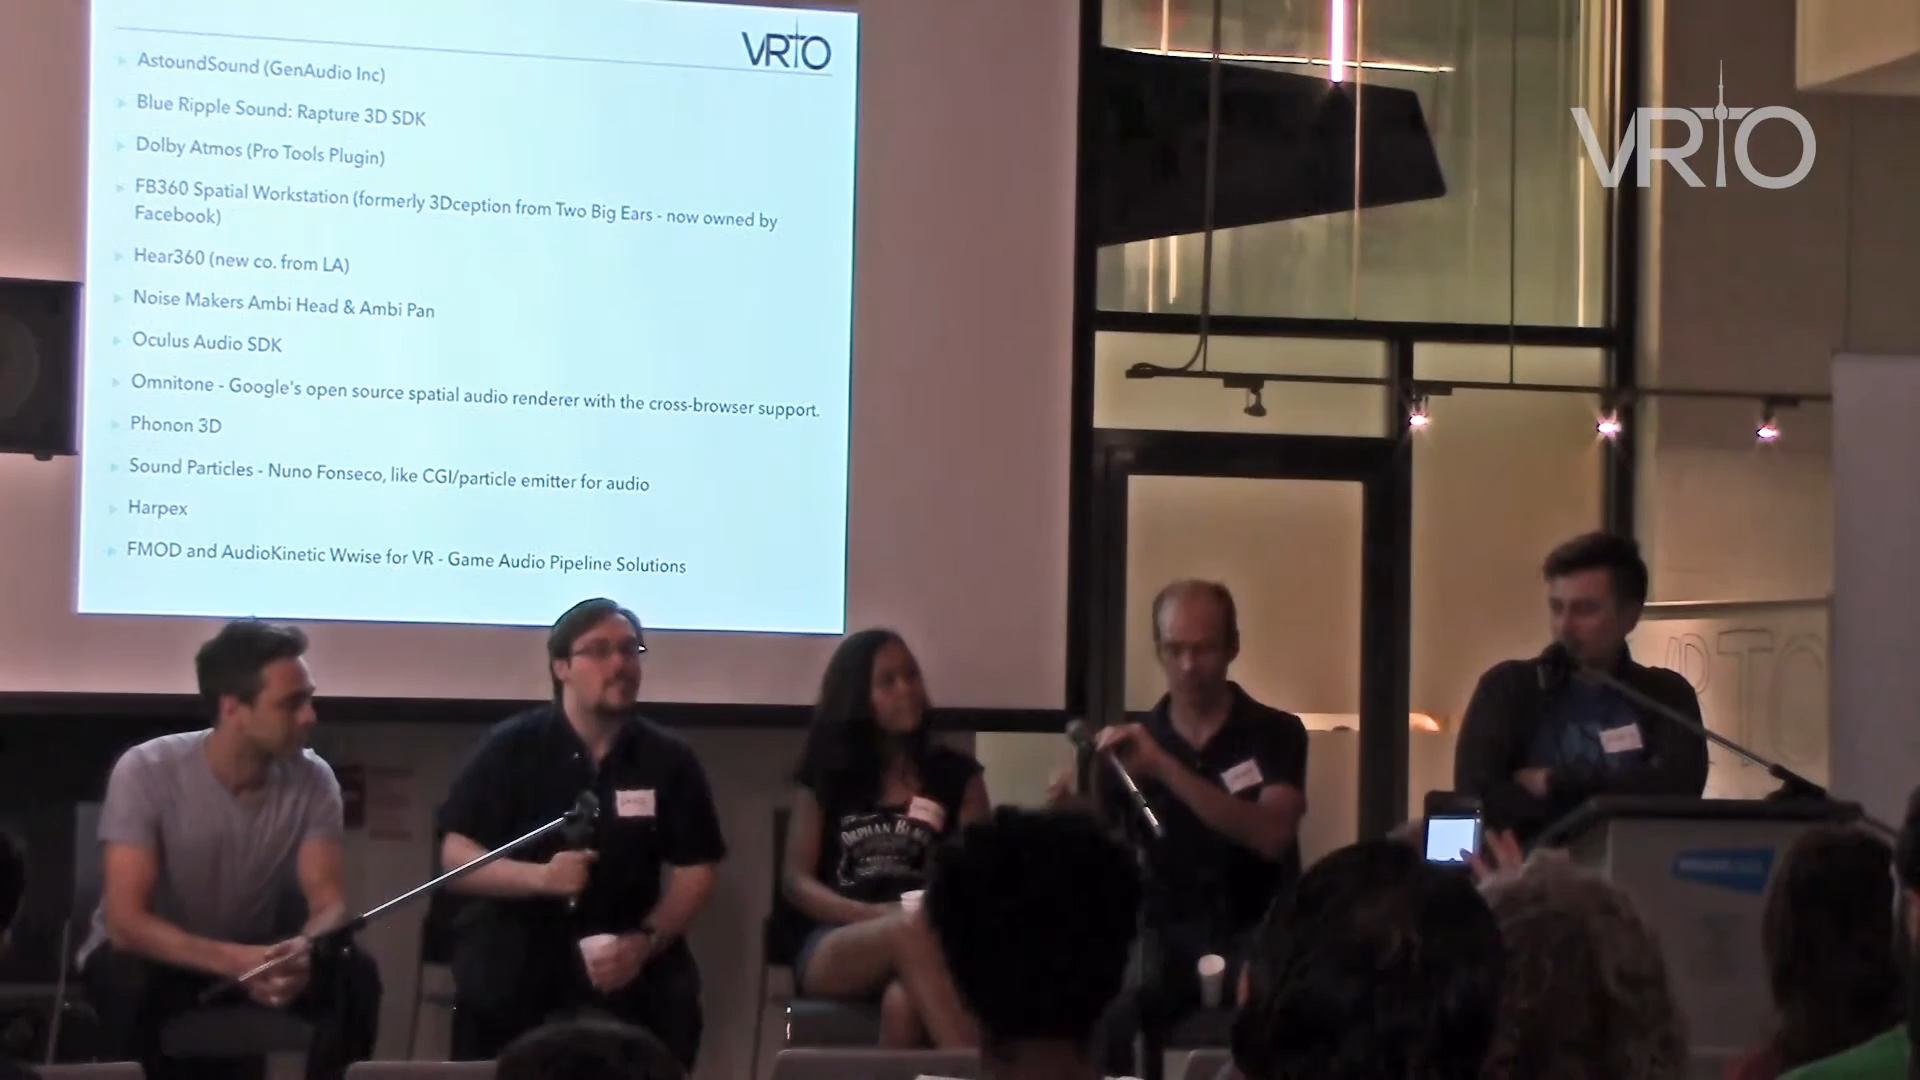 VRTO
AstoundSound (GenAudio Inc)
Blue Ripple Sound: Rapture 3D SDK
Dolby Atmos (Pro Tools Plugin)
FB360 Spatial Workstation (formerly 3Dception from Two Big Ears - now owned by
Facebook)
Hear360 (new co. from LA)
Noise Makers Ambi Head & Ambi Pan
Oculus Audio SDK
Omnitone - Google's open source spatial audio renderer with the cross-browser support.
Phonon 3D
Sound Particles - Nuno Fonseco, like CGI/particle emitter for audio
Harpex
FMOD and AudioKinetic Wwise for VR - Game Audio Pipeline Solutions
VRTO
VRTO
ORPHAN BLACK